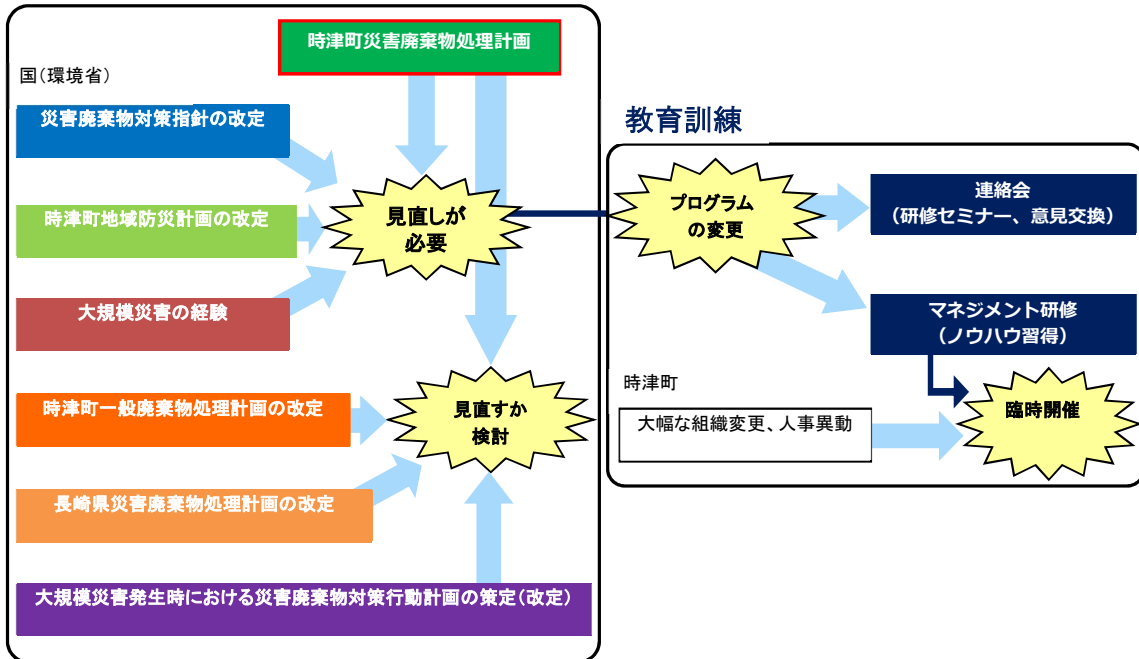 時津町災害廃棄物処理計画
国(環境省)
災害廃棄物対策指針の改定
時津町地域防災計画の改定
大規模災害の経験
見直しが
必要
時津町一般廃棄物処理計画の改定
長崎県災害廃棄物処理計画の改定
見直すか
検討
大規模災害発生時における災害廃棄物対策行動計画の策定(改定)
教育訓練
プログラム
の変更
連絡会
(研修セミナー、意見交換)
マネジメント研修
(ノウハウ習得)
時津町
大幅な組織変更、人事異動
臨時開催